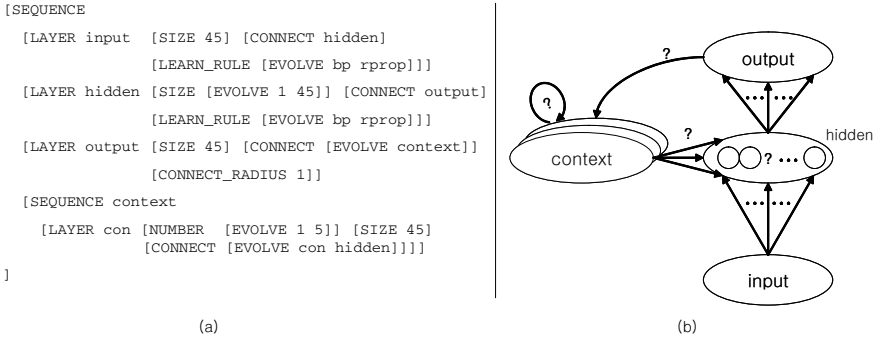 [SEQUENCE
[LAYER input [SIZE 45] [CONNECT hidden]
[LEARN_RULE [EVOLVE bp rprop]]]
[LAYER hidden [SIZE [EVOLVE 1 45]] [CONNECT output]
[LEARN_RULE [EVOLVE bp rprop]]]
[LAYER output [SIZE 45] [CONNECT [EVOLVE context]]
[CONNECT_RADIUS 1]]
[SEQUENCE context
[LAYER con [NUMBER [EVOLVE 1 5]] [SIZE 45]
[CONNECT [EVOLVE con hidden]]]]
]
(a)
?
output
?
...
...
?
hidden
context
? ...
...
...
input
(b)